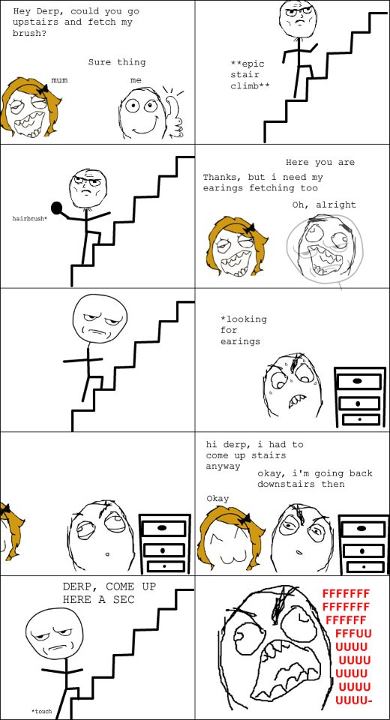 Hey Derp, could you go
upstairs and fetch my
brush?
Sure thing
mum
me
**epic
stair
climb**
hairbrush*
Here you are
Thanks, but i need my
earings fetching too
Oh, alright
*looking
for
earings
hi derp, i had to
come up stairs
anyway
okay, i'm going back
downstairs then
Okay
DERP, COME UP
HERE A SEC
*touch
FFFFFFF
FFFFFFF
FFFFFF
FFFUU
UUUU
UUUU
UUUU
UUUU
UUUU-